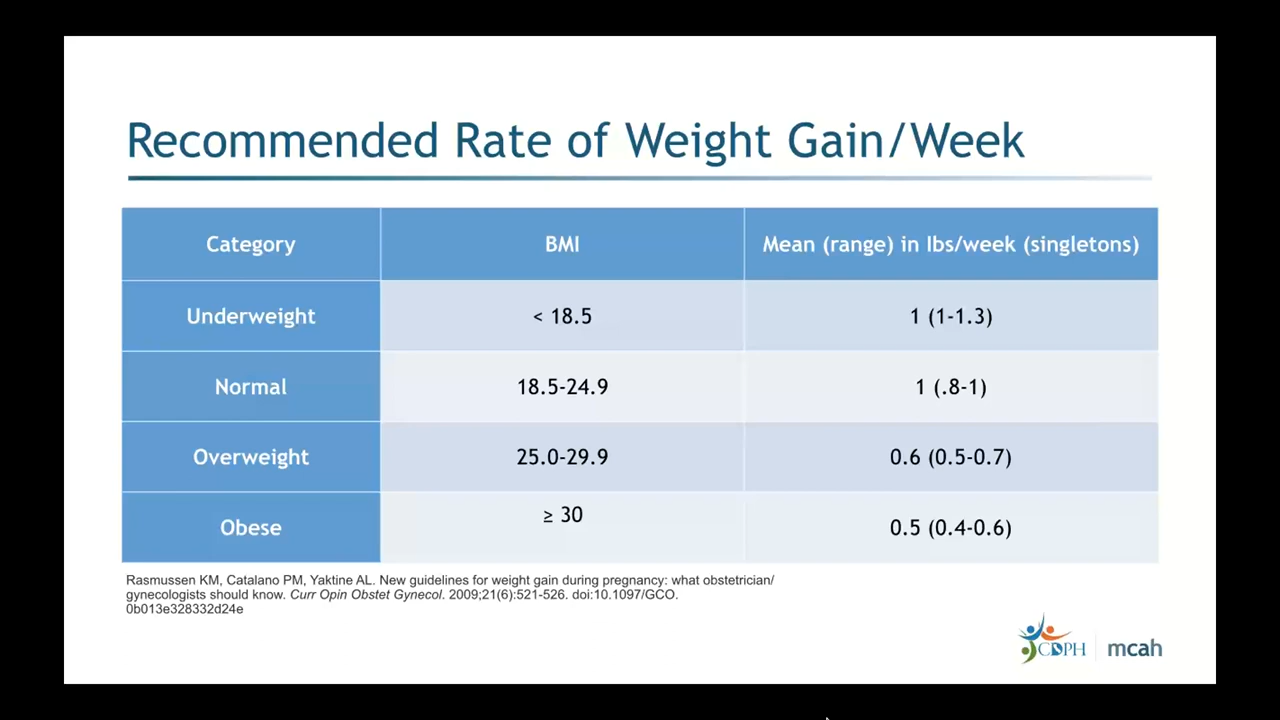 Recommended Rate of Weight Gain/Week
Category BMI Mean (range) in lbs/week (singletons)
Underweight < 18.5 1 (1-1.3)
Normal 18.5-24.9 1 (.8-1)
Overweight 25.0-29.9 0.6 (0.5-0.7)
Obese ≥ 30 0.5 (0.4-0.6)
Rasmussen KM, Catalano PM, Yaktine AL. New guidelines for weight gain during pregnancy: what obstetrician/
gynecologists should know. Curr Opin Obstet Gynecol. 2009;21(6):521-526. doi:10.1097/GCO.
0b013e328332d24e
CDPH mcah